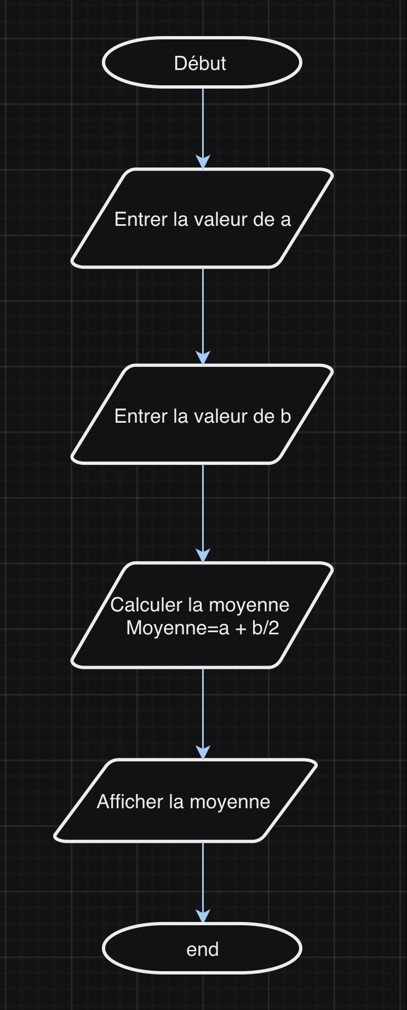 Début
Entrer la valeur de a
Entrer la valeur de b
Calculer la moyenne
Moyenne=a + b/2
Afficher la moyenne
end